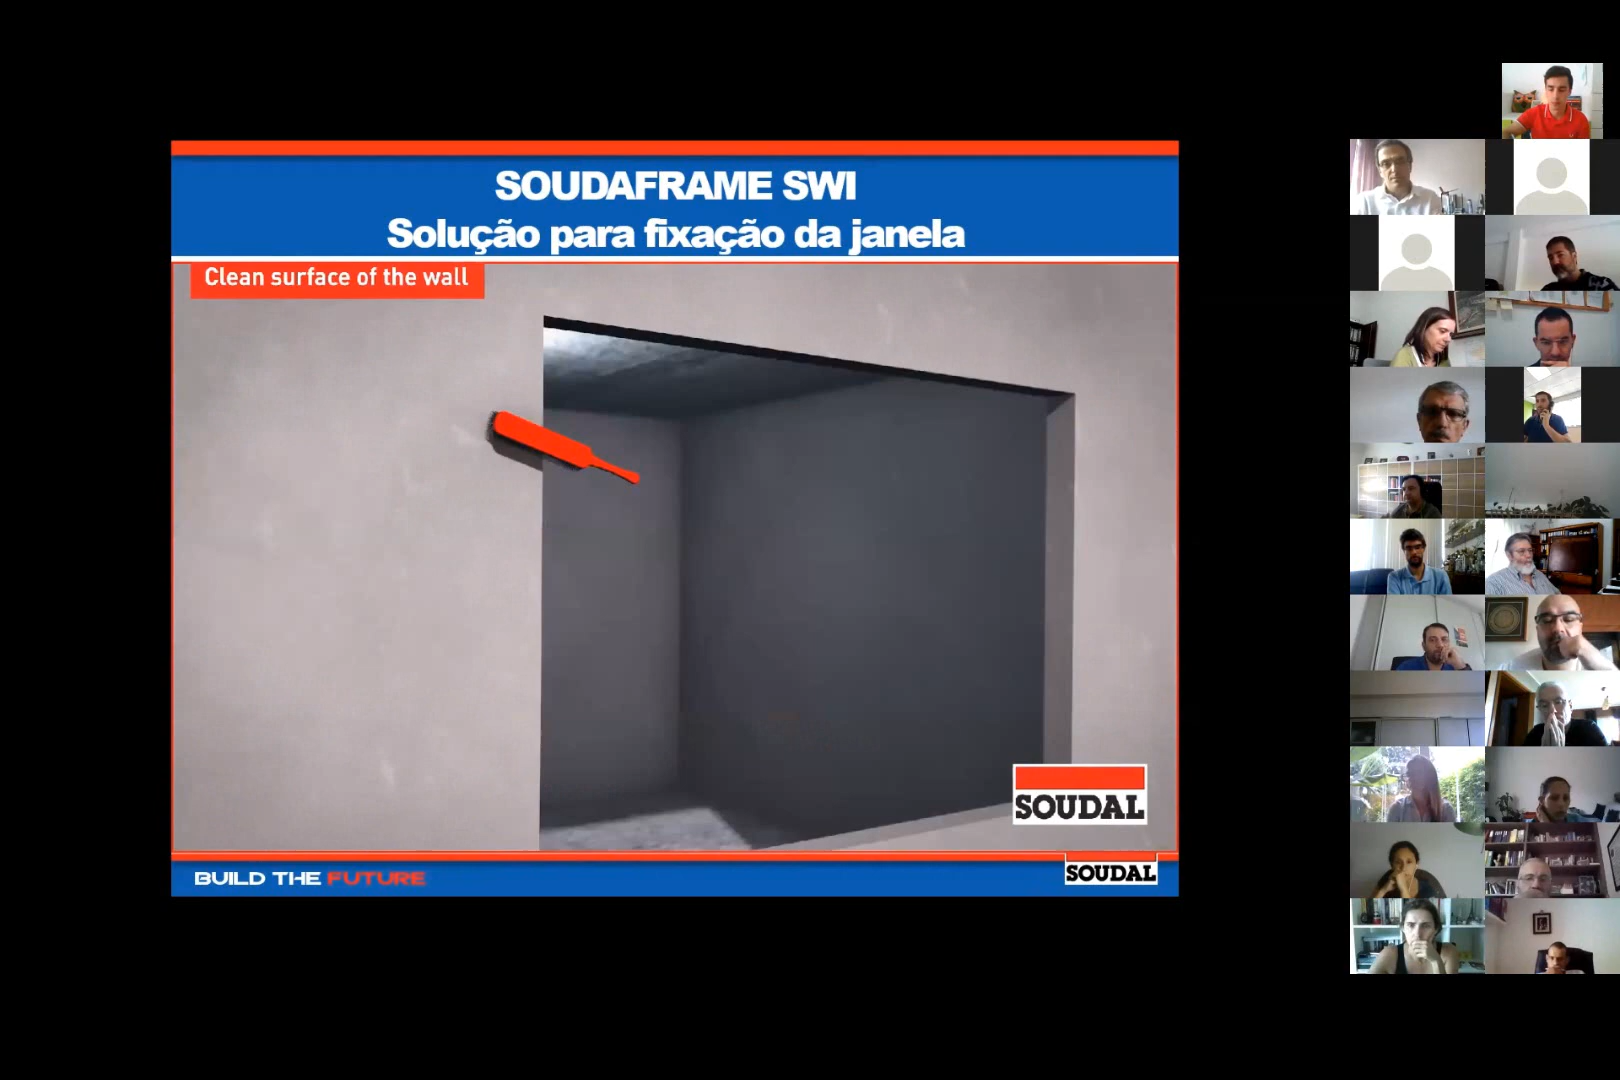 SOUDAFRAME SWI
Solução para fixação da janela
Clean surface of the wall
SOUDAL
BUILD THE FUTURE
SOUDAL